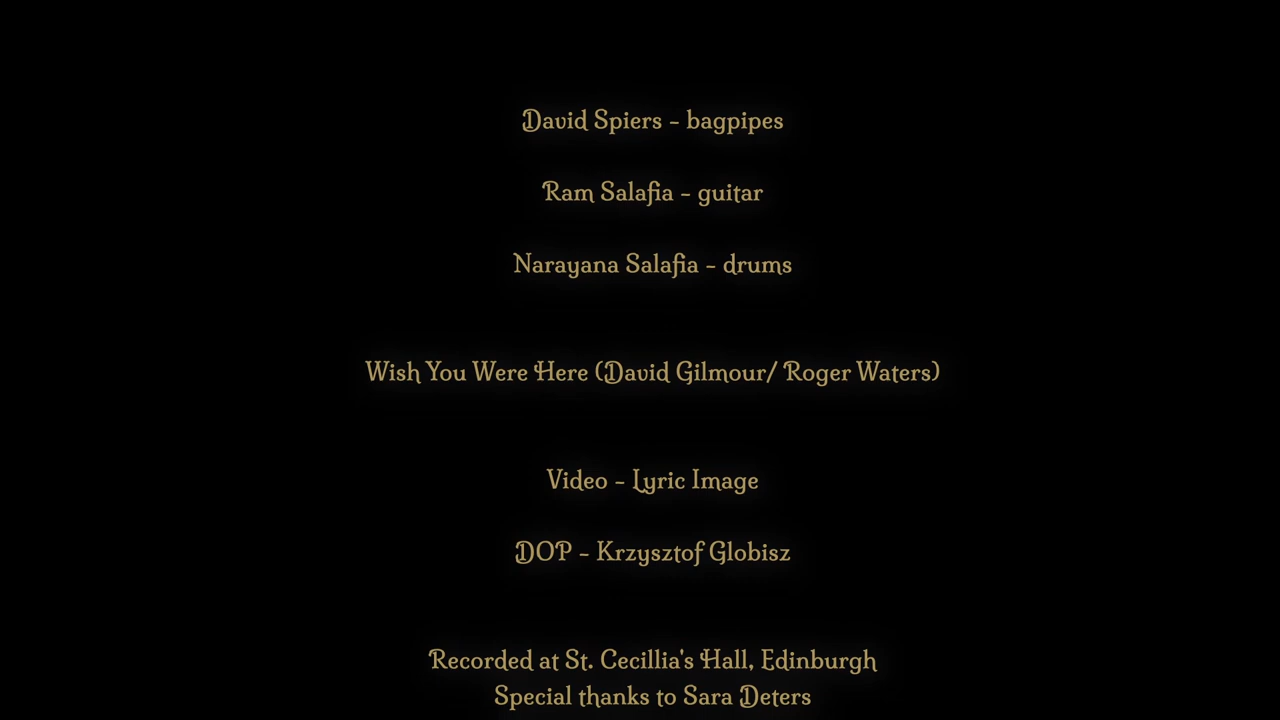 David Spiers - bagpipes
Ram Salafia - guitar
Narayana Salafia - drums
Wish You Were Here (David Gilmour/ Roger Waters)
Video - Lyric Image
DOP - Krzysztof Globisz
Recorded at St. Cecillia's Hall, Edinburgh
Special thanks to Sara Deters